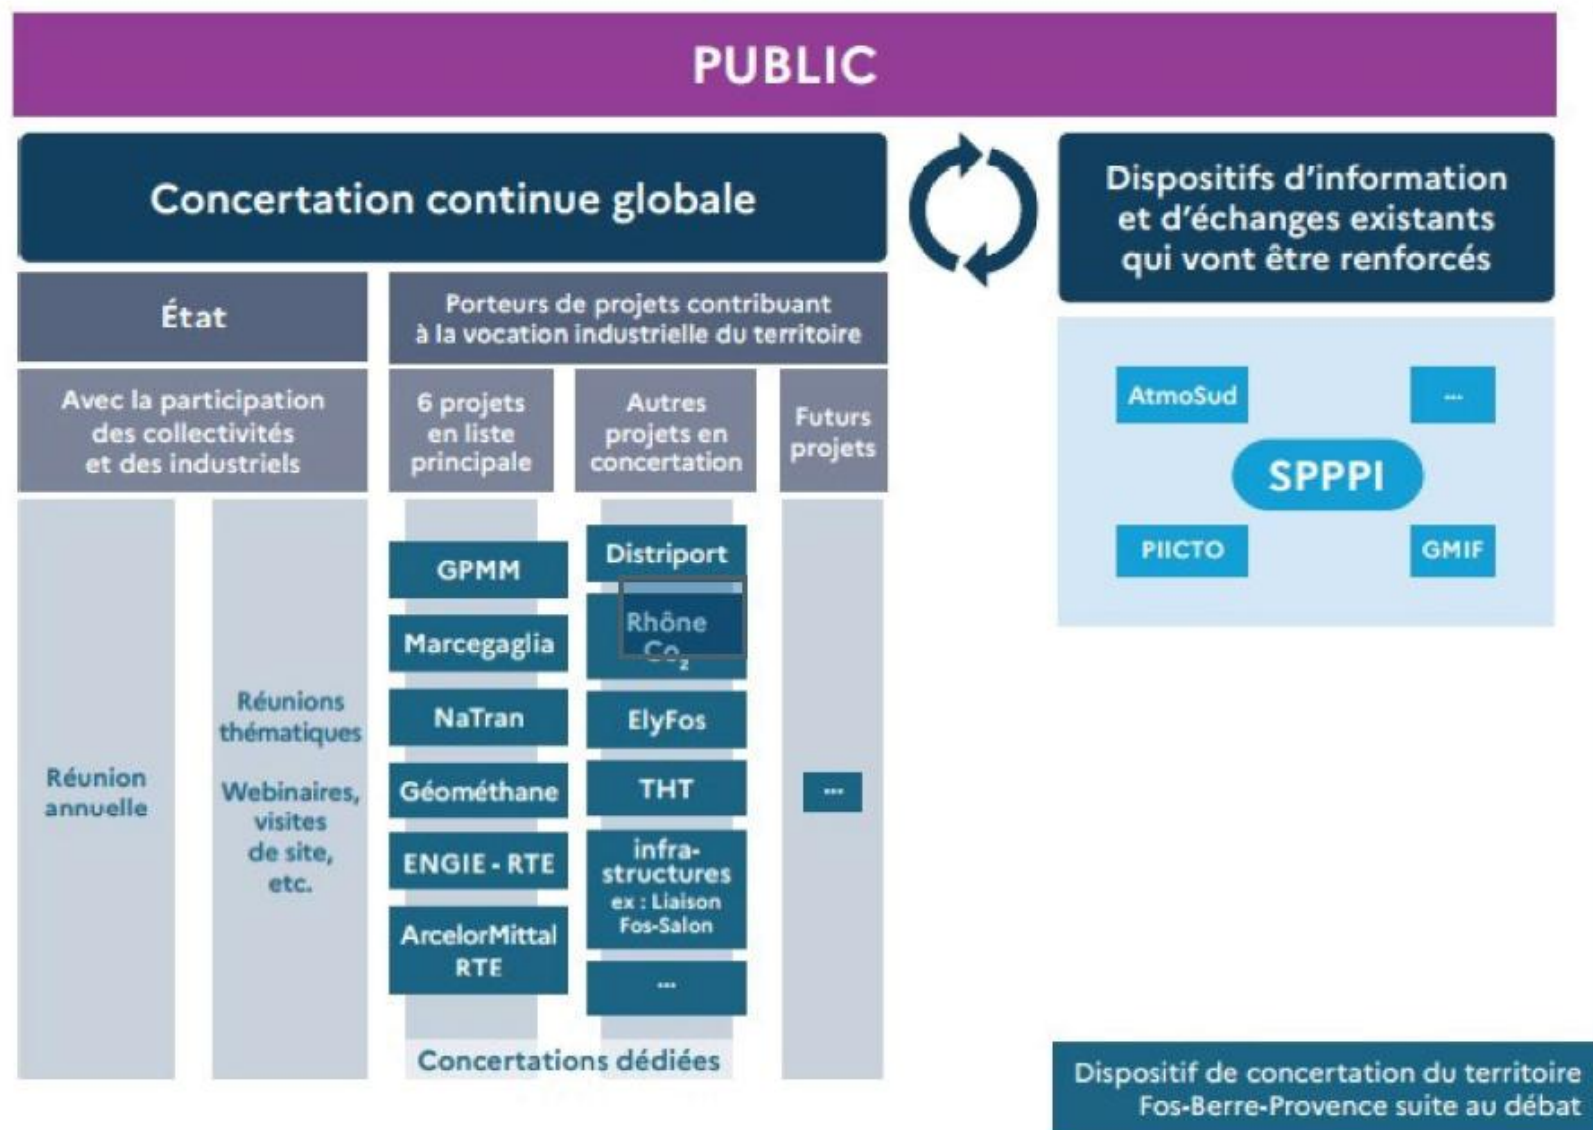 PUBLIC
Concertation continue globale
Dispositifs d'information
et d'échanges existants
qui vont être renforcés
État
Porteurs de projets contribuant
à la vocation industrielle du territoire
Avec la participation
des collectivités
et des industriels
6 projets
en liste
principale
Autres
projets en
concertation
Futurs
projets
Réunion
annuelle
Réunions
thématiques
Webinaires,
visites
de site,
etc.
GPMM
Marcegaglia
NaTran
Géométhane
ENGIE - RTE
ArcelorMittal
RTE
Distriport
Rhône
Co₂
ElyFos
THT
infra-
structures
ex : Liaison
Fos-Salon
...
...
Concertations dédiées
AtmoSud
...
SPPPI
PIICTO
GMIF
Dispositif de concertation du territoire
Fos-Berre-Provence suite au débat